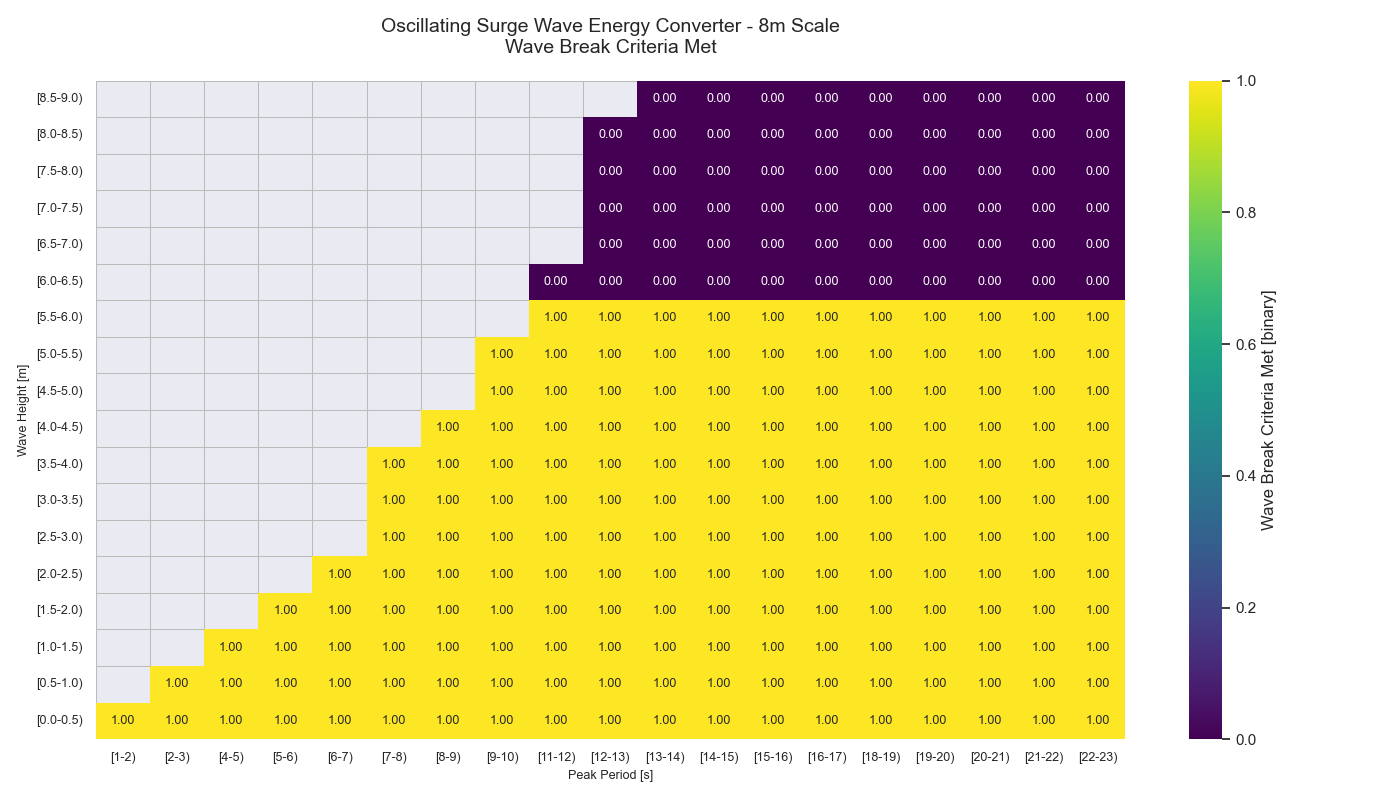 Oscillating Surge Wave Energy Converter - 8m Scale
Wave Break Criteria Met
Wave Height [m]
[8.5-9.0) 0.00 0.00 0.00 0.00 0.00 0.00 0.00 0.00 0.00
[8.0-8.5) 0.00 0.00 0.00 0.00 0.00 0.00 0.00 0.00 0.00 0.00
[7.5-8.0) 0.00 0.00 0.00 0.00 0.00 0.00 0.00 0.00 0.00 0.00
[7.0-7.5) 0.00 0.00 0.00 0.00 0.00 0.00 0.00 0.00 0.00 0.00
[6.5-7.0) 0.00 0.00 0.00 0.00 0.00 0.00 0.00 0.00 0.00 0.00
[6.0-6.5) 0.00 0.00 0.00 0.00 0.00 0.00 0.00 0.00 0.00 0.00 0.00
[5.5-6.0) 1.00 1.00 1.00 1.00 1.00 1.00 1.00 1.00 1.00 1.00 1.00
[5.0-5.5) 1.00 1.00 1.00 1.00 1.00 1.00 1.00 1.00 1.00 1.00 1.00 1.00
[4.5-5.0) 1.00 1.00 1.00 1.00 1.00 1.00 1.00 1.00 1.00 1.00 1.00 1.00
[4.0-4.5) 1.00 1.00 1.00 1.00 1.00 1.00 1.00 1.00 1.00 1.00 1.00 1.00 1.00
[3.5-4.0) 1.00 1.00 1.00 1.00 1.00 1.00 1.00 1.00 1.00 1.00 1.00 1.00 1.00 1.00
[3.0-3.5) 1.00 1.00 1.00 1.00 1.00 1.00 1.00 1.00 1.00 1.00 1.00 1.00 1.00 1.00
[2.5-3.0) 1.00 1.00 1.00 1.00 1.00 1.00 1.00 1.00 1.00 1.00 1.00 1.00 1.00 1.00
[2.0-2.5) 1.00 1.00 1.00 1.00 1.00 1.00 1.00 1.00 1.00 1.00 1.00 1.00 1.00 1.00 1.00
[1.5-2.0) 1.00 1.00 1.00 1.00 1.00 1.00 1.00 1.00 1.00 1.00 1.00 1.00 1.00 1.00 1.00 1.00
[1.0-1.5) 1.00 1.00 1.00 1.00 1.00 1.00 1.00 1.00 1.00 1.00 1.00 1.00 1.00 1.00 1.00 1.00 1.00
[0.5-1.0) 1.00 1.00 1.00 1.00 1.00 1.00 1.00 1.00 1.00 1.00 1.00 1.00 1.00 1.00 1.00 1.00 1.00 1.00
[0.0-0.5) 1.00 1.00 1.00 1.00 1.00 1.00 1.00 1.00 1.00 1.00 1.00 1.00 1.00 1.00 1.00 1.00 1.00 1.00 1.00
[1-2) [2-3) [4-5) [5-6) [6-7) [7-8) [8-9) [9-10) [11-12) [12-13) [13-14) [14-15) [15-16) [16-17) [18-19) [19-20) [20-21) [21-22) [22-23)
Peak Period [s]
1.0
0.8
0.6
0.4
0.2
0.0
Wave Break Criteria Met [binary]